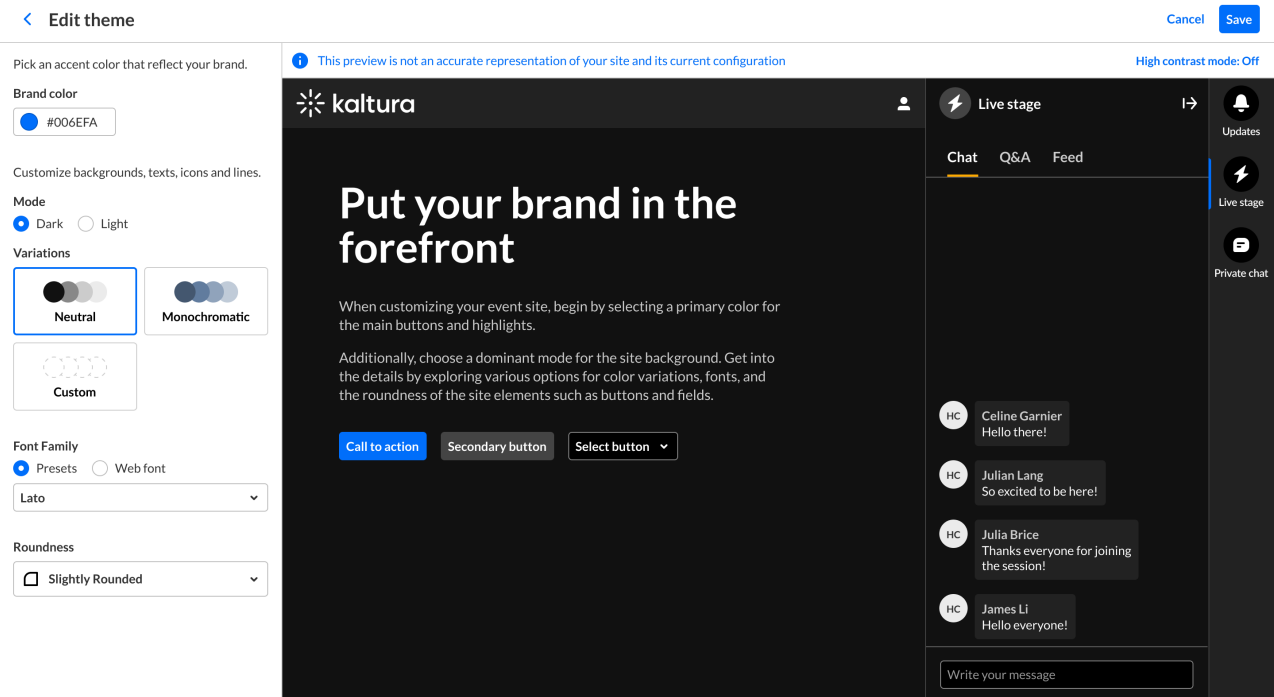 Edit theme
Cancel
Save
Pick an accent color that reflect your brand.
Brand color
#006EFA
Customize backgrounds, texts, icons and lines.
Mode
Dark
Light
Variations
Neutral
Monochromatic
Custom
Font Family
Presets
Web font
Lato
Roundness
Slightly Rounded
This preview is not an accurate representation of your site and its current configuration
High contrast mode: Off
kaltura
Put your brand in the
forefront
When customizing your event site, begin by selecting a primary color for
the main buttons and highlights.
Additionally, choose a dominant mode for the site background. Get into
the details by exploring various options for color variations, fonts, and
the roundness of the site elements such as buttons and fields.
Call to action
Secondary button
Select button
Live stage
Chat
Q&A
Feed
HC
Celine Garnier
Hello there!
HC
Julian Lang
So excited to be here!
HC
Julia Brice
Thanks everyone for joining
the session!
HC
James Li
Hello everyone!
Write your message
Updates
Live stage
Private chat